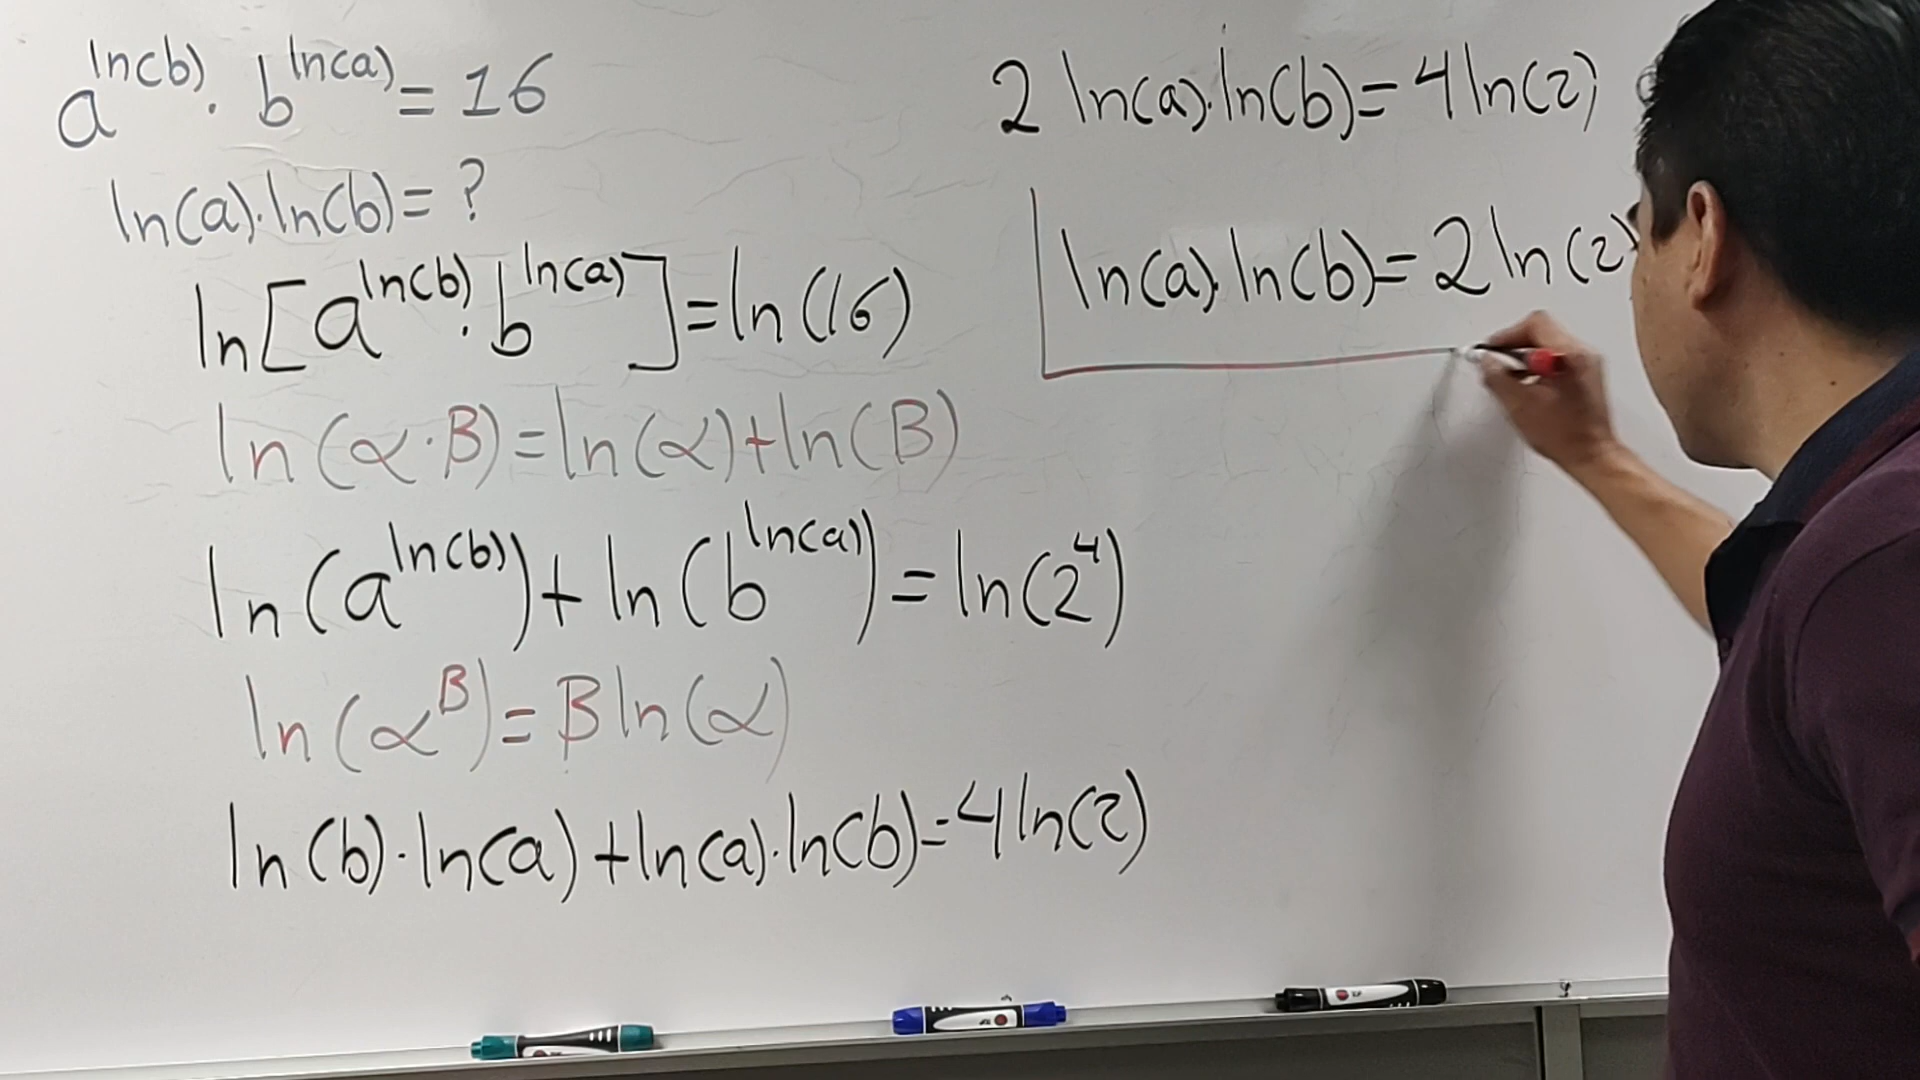 a^ln(b) · b^ln(a) = 16
ln(a)·ln(b) = ?
ln[a^ln(b) · b^ln(a)] = ln(16)
ln(α·β) = ln(α) + ln(β)
ln(a^ln(b)) + ln(b^ln(a)) = ln(2^4)
ln(α^β) = β ln(α)
ln(b)·ln(a) + ln(a)·ln(b) = 4 ln(2)
2 ln(a)·ln(b) = 4 ln(2)
ln(a)·ln(b) = 2 ln(2)